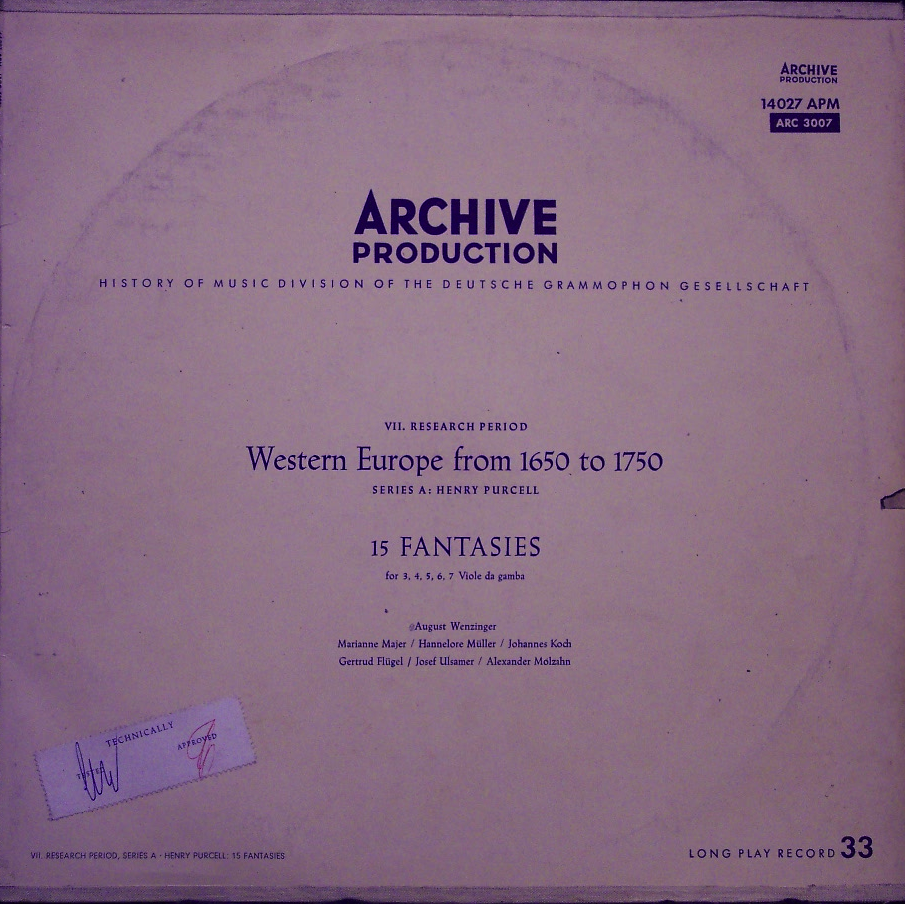 ARCHIVE
PRODUCTION
14027 APM
ARC 3007
ARCHIVE
PRODUCTION
HISTORY OF MUSIC DIVISION OF THE DEUTSCHE GRAMMOPHON GESELLSCHAFT
VII. RESEARCH PERIOD
Western Europe from 1650 to 1750
SERIES A: HENRY PURCELL
15 FANTASIES
for 3, 4, 5, 6, 7 Viole da gamba
August Wenzinger
Marianne Majer / Hannelore Müller / Johannes Koch
Gertrud Flügel / Josef Ulsamer / Alexander Molzahn
TECHNICALLY
TESTED APPROVED
VII. RESEARCH PERIOD, SERIES A · HENRY PURCELL: 15 FANTASIES
LONG PLAY RECORD 33